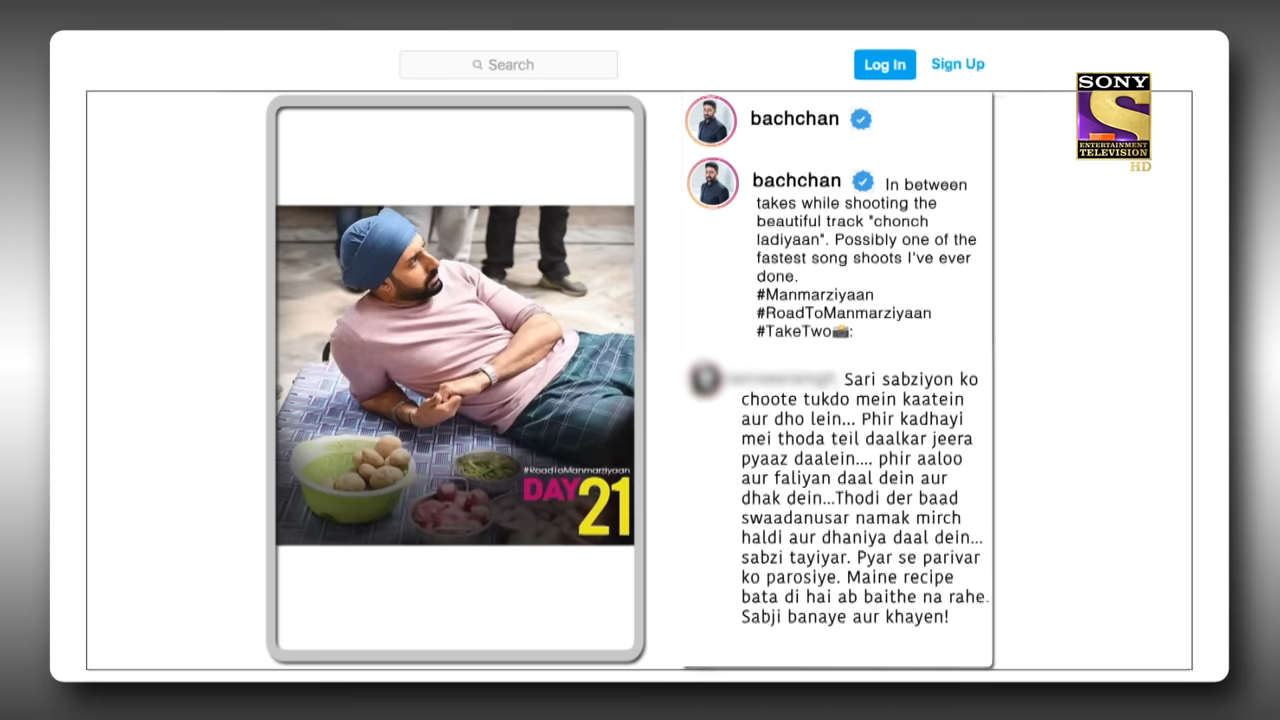 Search
Log In
Sign Up
SONY
ENTERTAINMENT
TELEVISION
HD
bachchan
bachchan In between
takes while shooting the
beautiful track "chonch
ladiyaan". Possibly one of the
fastest song shoots I've ever
done.
#Manmarziyaan
#RoadToManmarziyaan
#TakeTwo📸:
Sari sabziyon ko
choote tukdo mein kaatein
aur dho lein... Phir kadhayi
mei thoda teil daalkar jeera
pyaaz daalein.... phir aaloo
aur faliyan daal dein aur
dhak dein...Thodi der baad
swaadanusar namak mirch
haldi aur dhaniya daal dein...
sabzi tayiyar. Pyar se parivar
ko parosiye. Maine recipe
bata di hai ab baithe na rahe.
Sabji banaye aur khayen!
#RoadToManmarziyaan
DAY 21